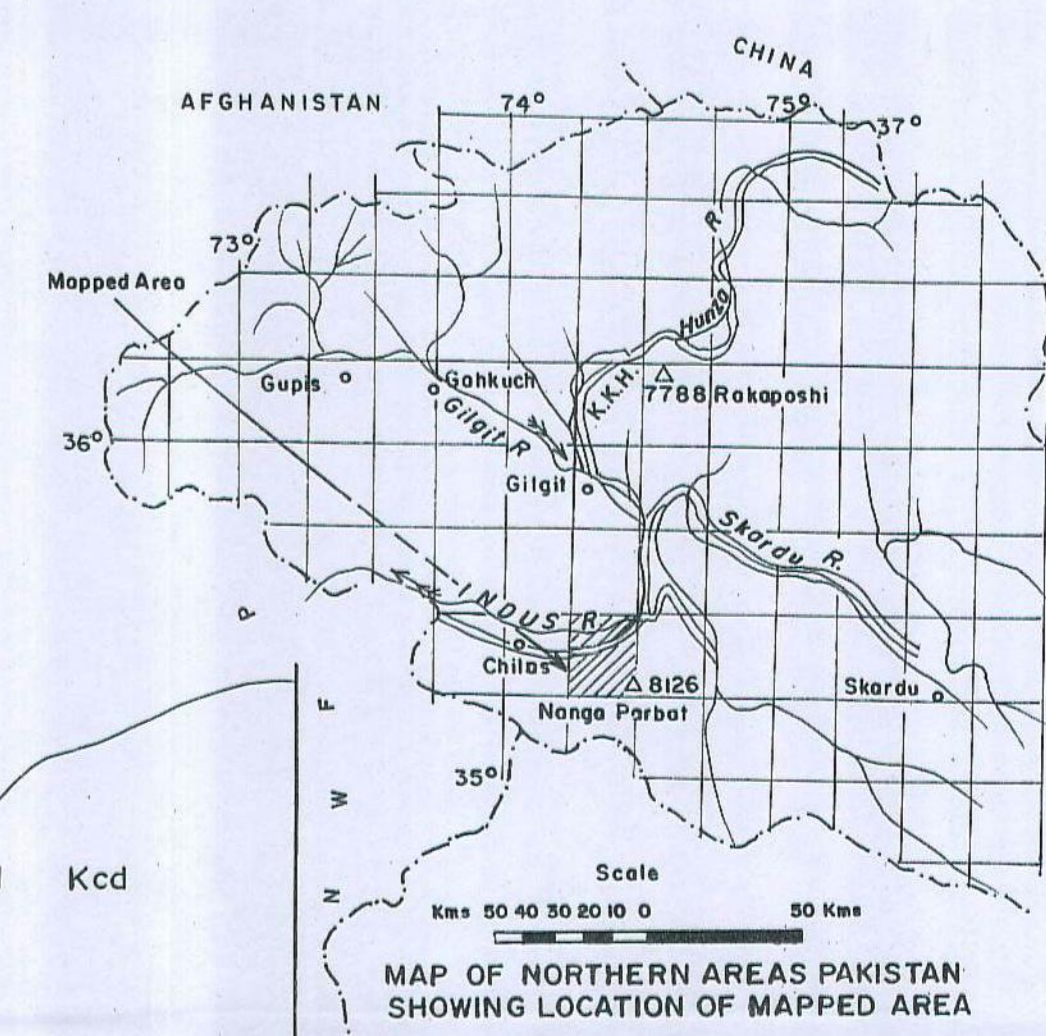 CHINA
AFGHANISTAN
74°
75°
37°
73°
Mapped Area
Hunza R
Gupis
Gahkuch
K.K.H.
7788 Rakaposhi
Gilgit R
36°
Gilgit
Skardu R.
INDUS R
Chilas
8126
Skardu
Nanga Parbat
N W F P
35°
Kcd
Scale
Kms 50 40 30 20 10 0 50 Kms
MAP OF NORTHERN AREAS PAKISTAN
SHOWING LOCATION OF MAPPED AREA